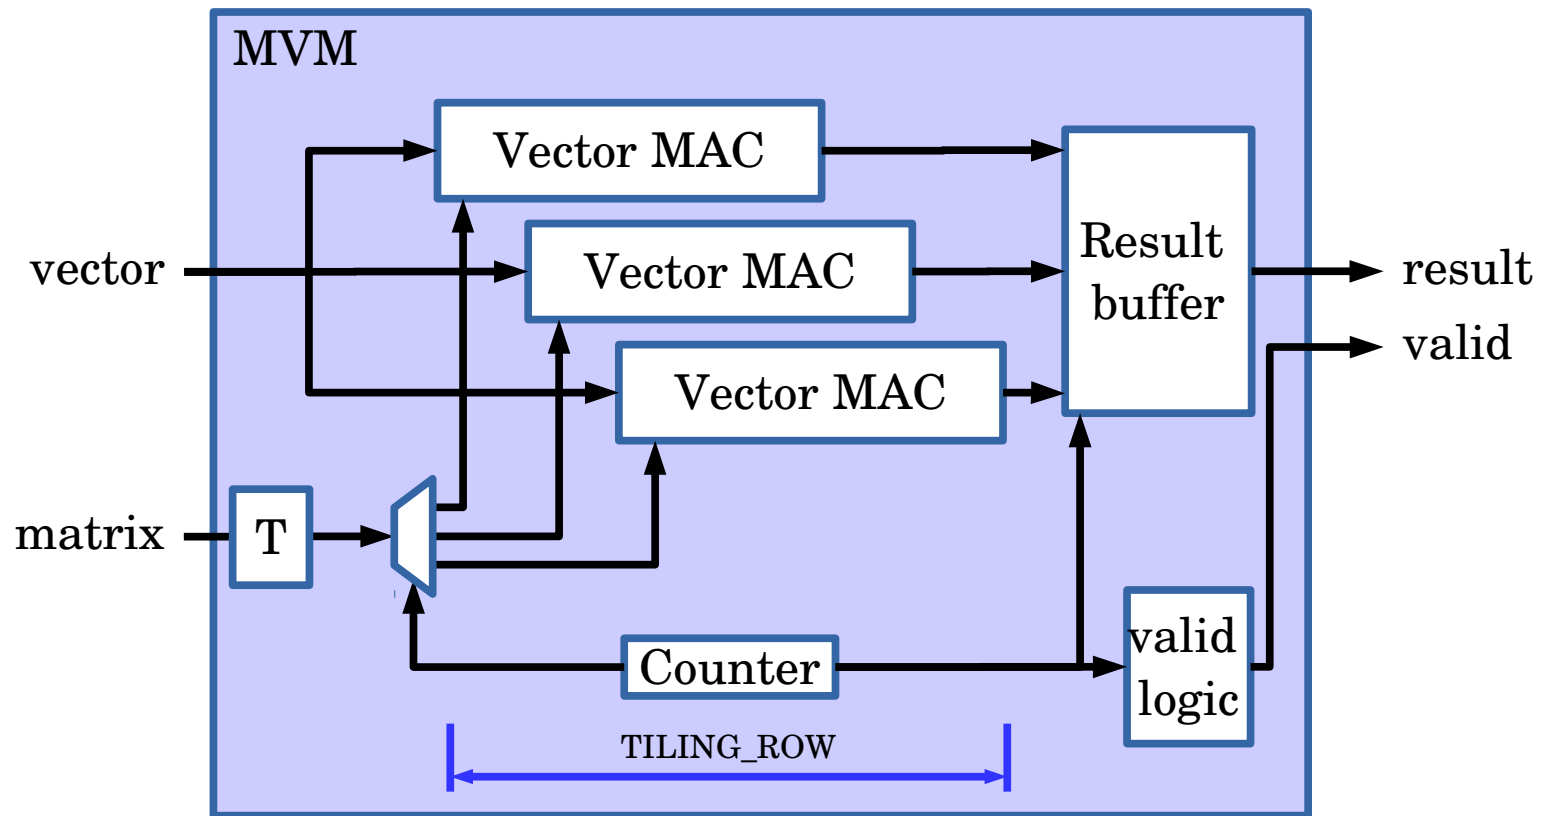 MVM
Vector MAC
Vector MAC
Vector MAC
Result
buffer
vector
result
valid
matrix
T
Counter
valid
logic
TILING_ROW